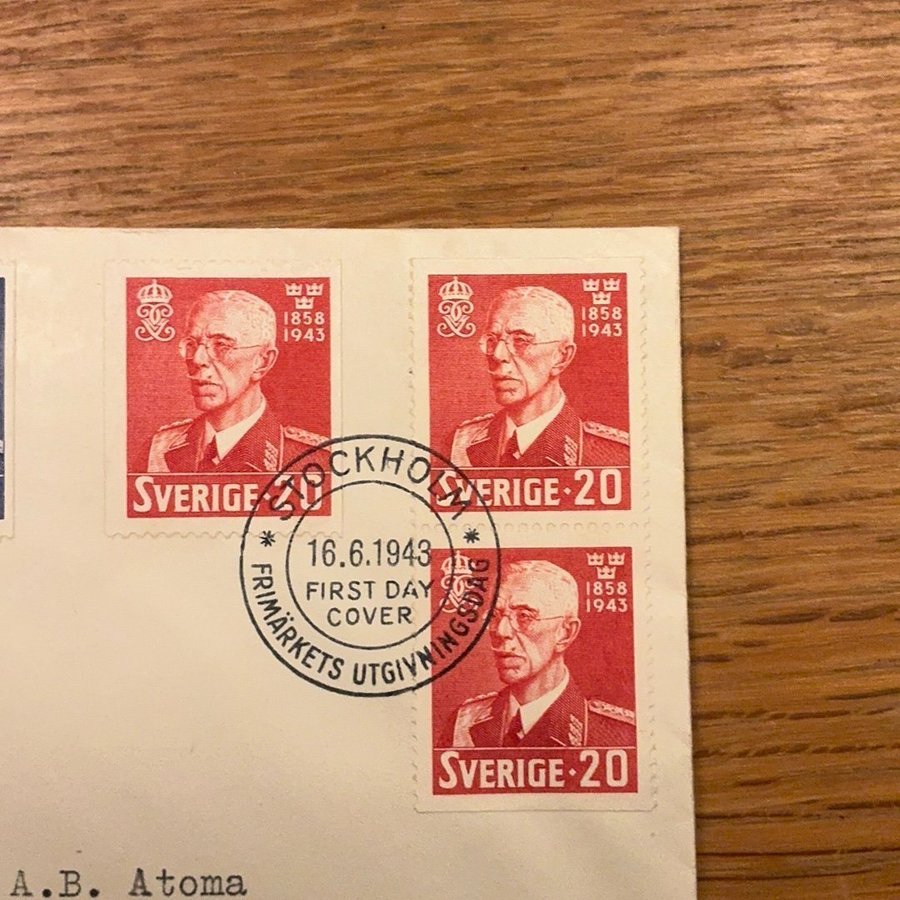 1858
1943
SVERIGE·20
1858
1943
SVERIGE·20
STOCKHOLM
16.6.1943
FIRST DAY
COVER
* FRIMÄRKETS UTGIVNINGSDAG *
1858
1943
SVERIGE·20
A.B. Atoma